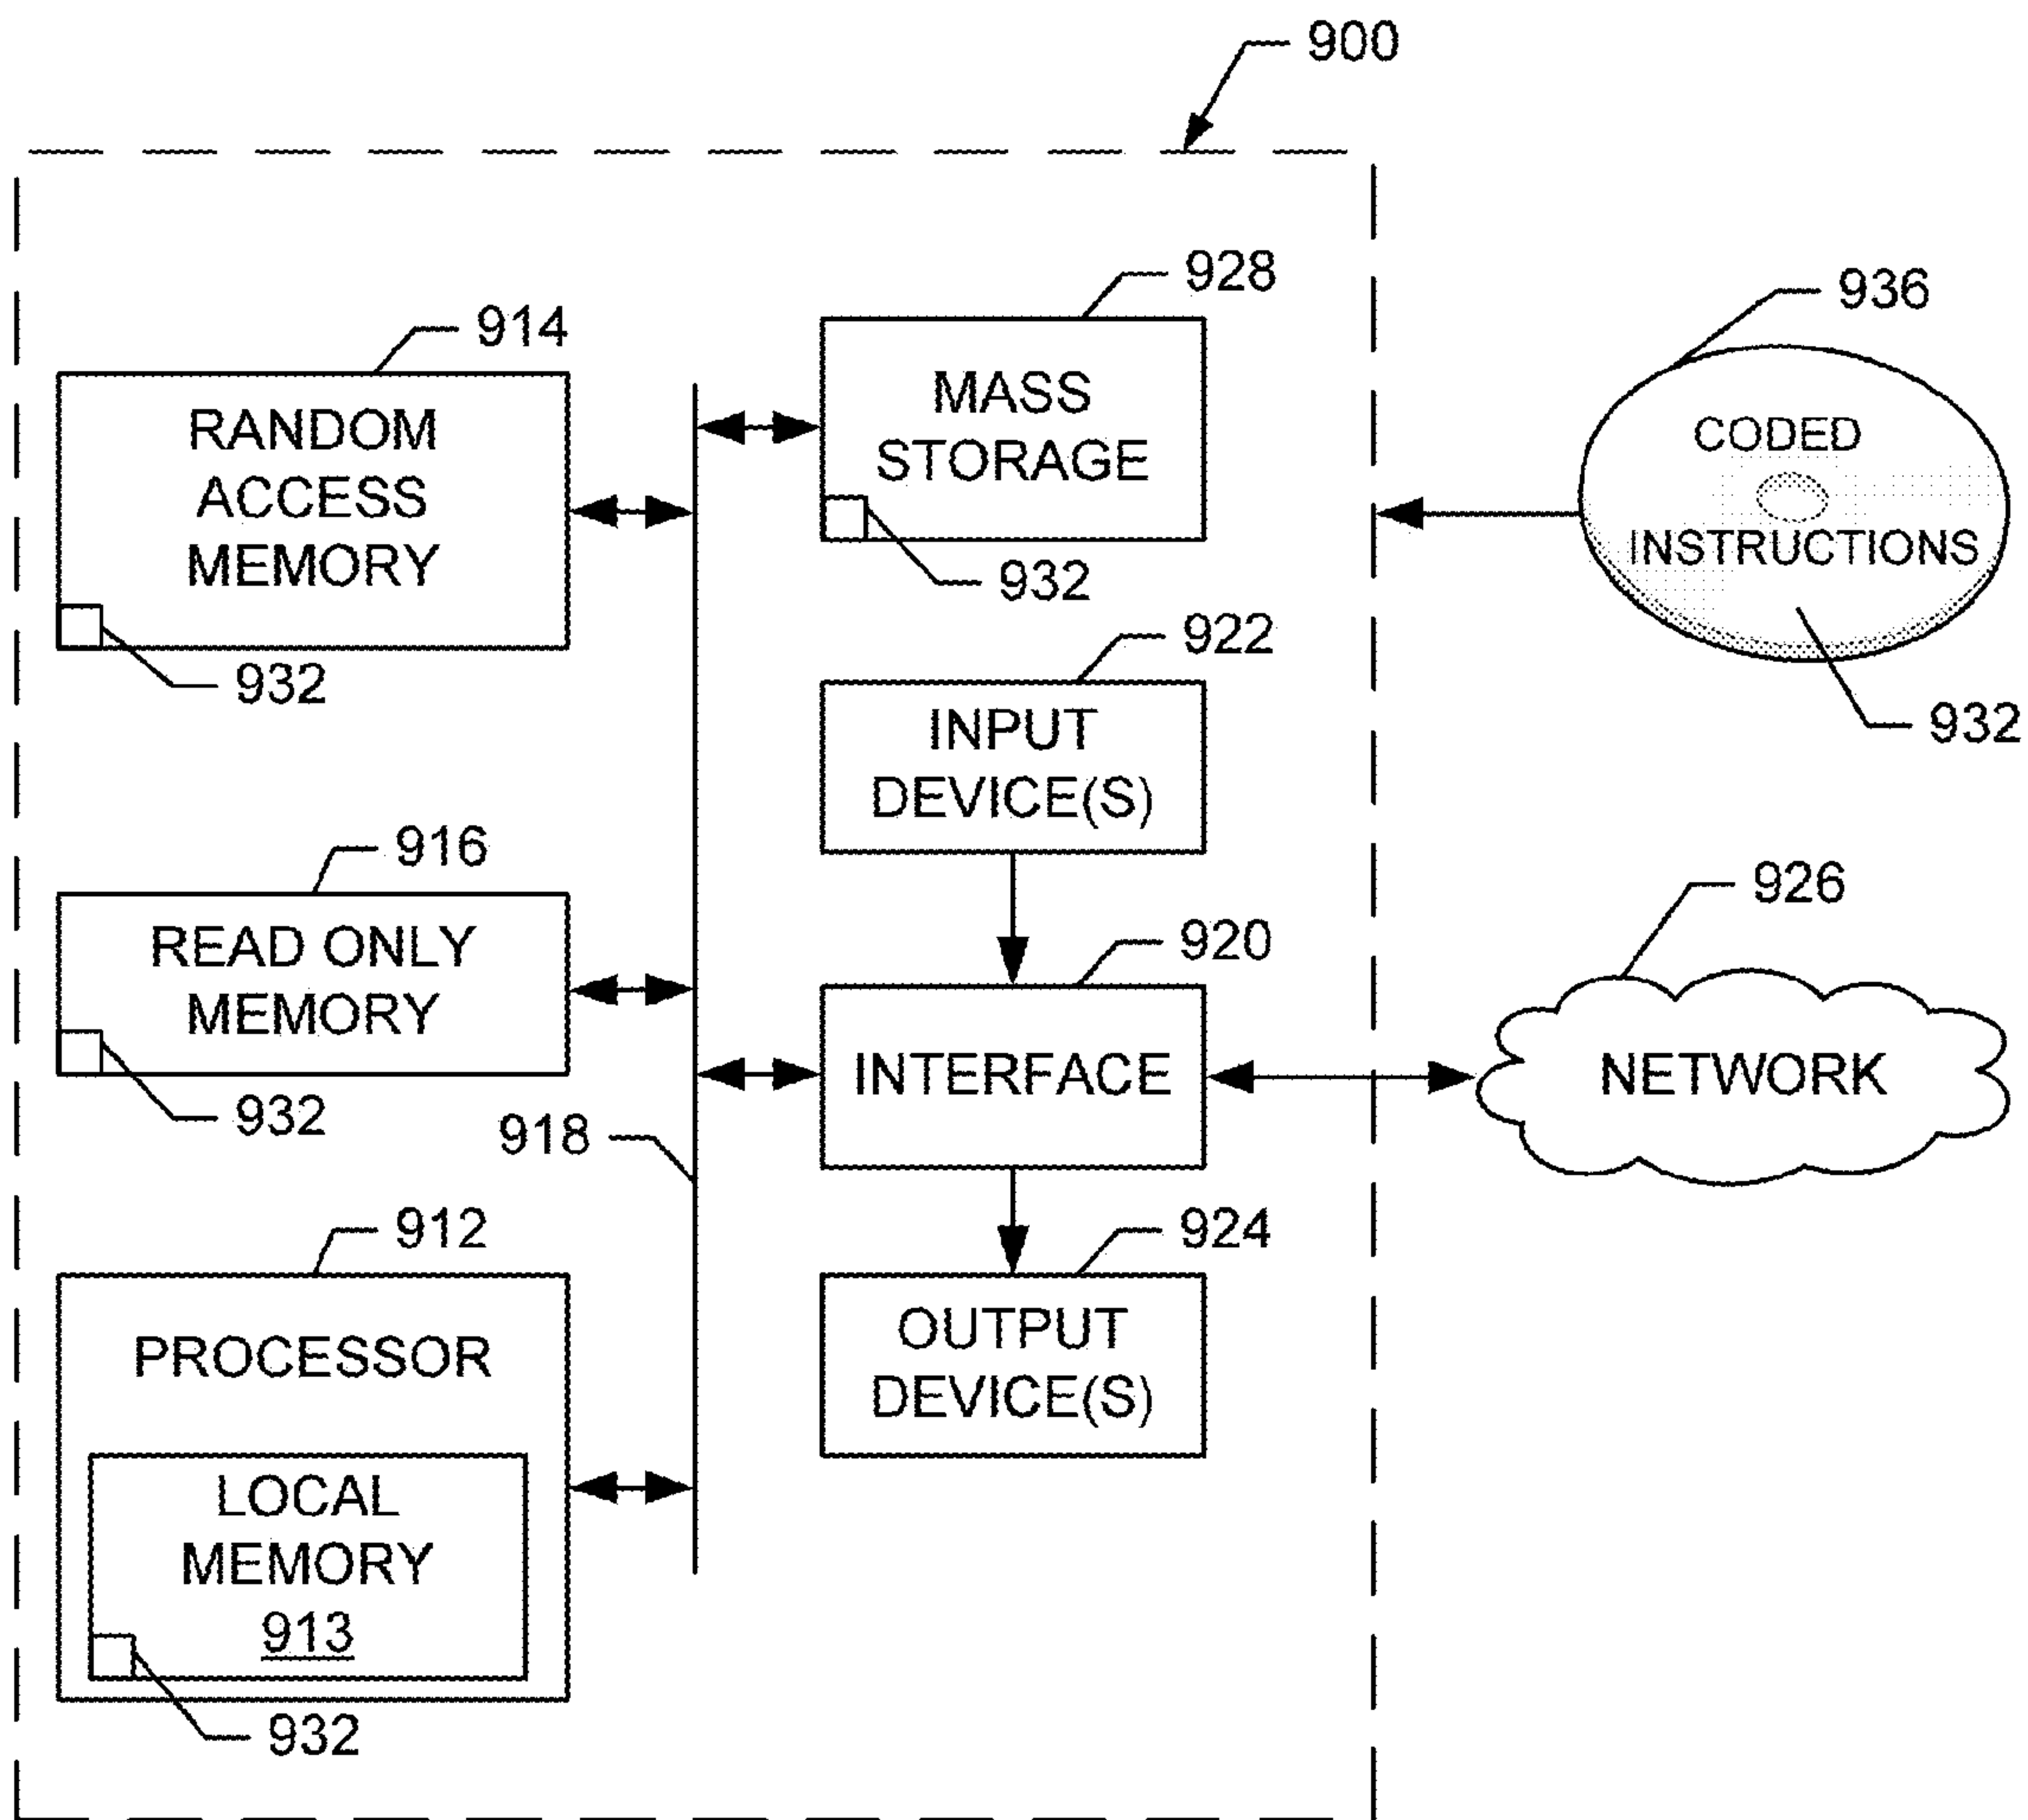 900
928
MASS
STORAGE
932
914
RANDOM
ACCESS
MEMORY
932
936
CODED
INSTRUCTIONS
932
922
INPUT
DEVICE(S)
916
READ ONLY
MEMORY
932
920
INTERFACE
926
NETWORK
918
912
PROCESSOR
LOCAL
MEMORY
913
932
924
OUTPUT
DEVICE(S)